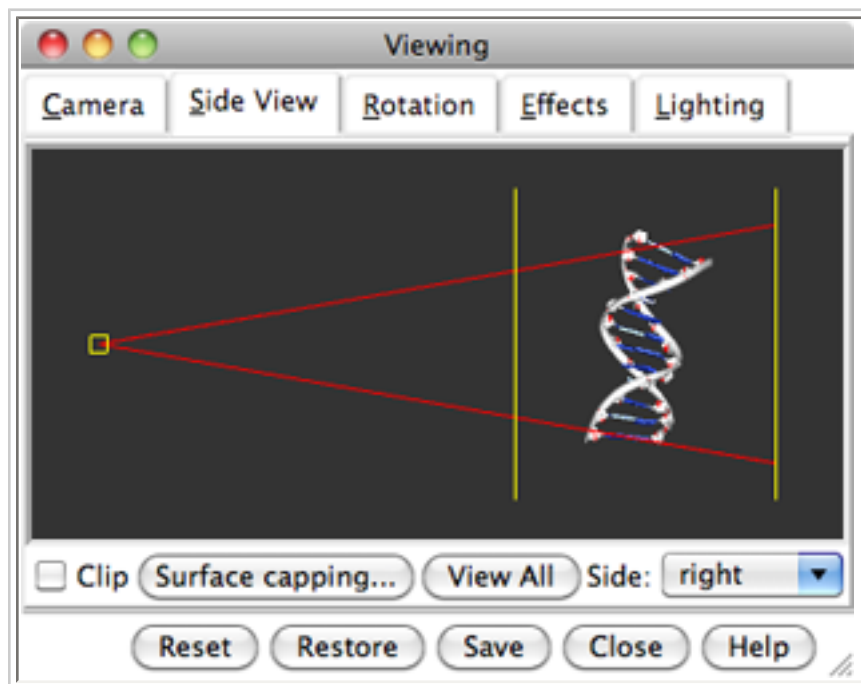 Viewing
Camera Side View Rotation Effects Lighting
Clip Surface capping... View All Side: right
Reset Restore Save Close Help